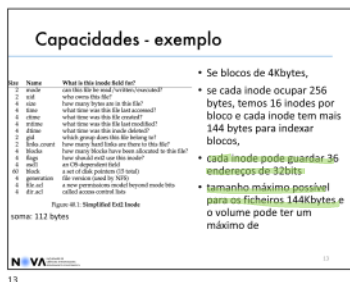 Capacidades - exemplo
Size Name What is this inode field for?
2 mode can this file be read/written/executed?
2 uid who owns this file?
4 size how many bytes are in this file?
4 time what time was this file last accessed?
4 ctime what time was this file created?
4 mtime what time was this file last modified?
4 dtime what time was this inode deleted?
2 gid which group does this file belong to?
2 links_count how many hard links are there to this file?
4 blocks how many blocks have been allocated to this file?
4 flags how should ext2 use this inode?
4 osd1 an OS-dependent field
60 block a set of disk pointers (15 total)
4 generation file version (used by NFS)
4 file_acl a new permissions model beyond mode bits
4 dir_acl called access control lists
Figure 40.1: Simplified Ext2 Inode
soma: 112 bytes
• Se blocos de 4Kbytes,
• se cada inode ocupar 256
bytes, temos 16 inodes por
bloco e cada inode tem mais
144 bytes para indexar
blocos,
• cada inode pode guardar 36
endereços de 32bits
• tamanho máximo possível
para os ficheiros 144Kbytes e
o volume pode ter um
máximo de
NOVA
13
13